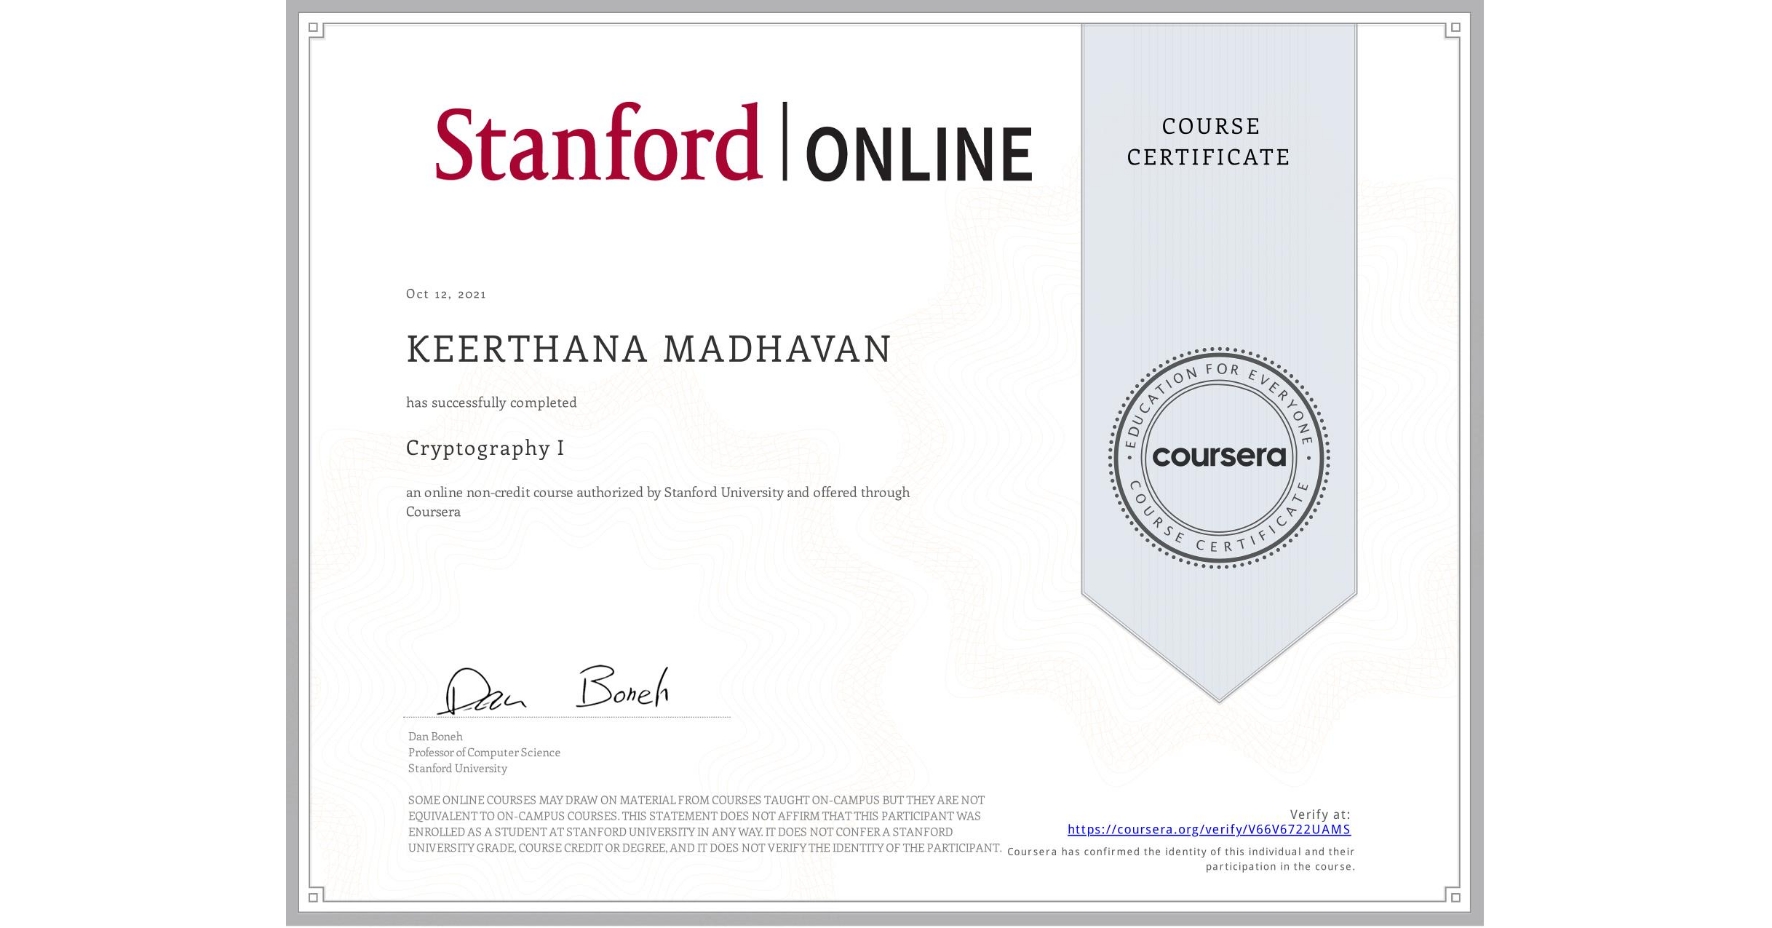 Stanford | ONLINE
COURSE
CERTIFICATE
Oct 12, 2021
KEERTHANA MADHAVAN
has successfully completed
Cryptography I
an online non-credit course authorized by Stanford University and offered through
Coursera
EDUCATION FOR EVERYONE
coursera
COURSE CERTIFICATE
Dan Boneh
Dan Boneh
Professor of Computer Science
Stanford University
SOME ONLINE COURSES MAY DRAW ON MATERIAL FROM COURSES TAUGHT ON-CAMPUS BUT THEY ARE NOT
EQUIVALENT TO ON-CAMPUS COURSES. THIS STATEMENT DOES NOT AFFIRM THAT THIS PARTICIPANT WAS
ENROLLED AS A STUDENT AT STANFORD UNIVERSITY IN ANY WAY. IT DOES NOT CONFER A STANFORD
UNIVERSITY GRADE, COURSE CREDIT OR DEGREE, AND IT DOES NOT VERIFY THE IDENTITY OF THE PARTICIPANT.
Verify at:
https://coursera.org/verify/V66V6722UAMS
Coursera has confirmed the identity of this individual and their
participation in the course.